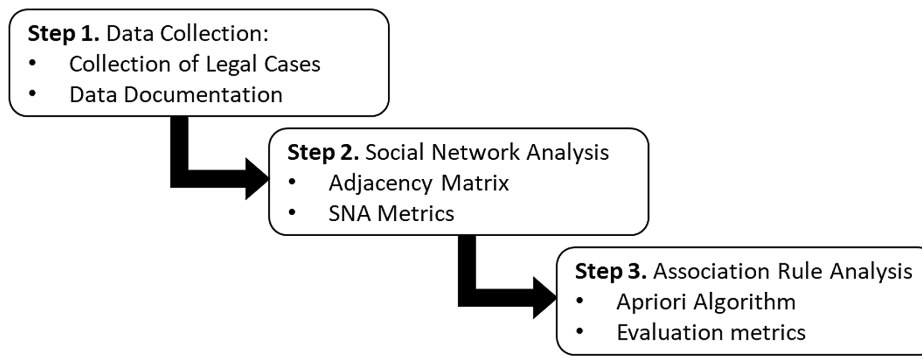 Step 1. Data Collection:
• Collection of Legal Cases
• Data Documentation
Step 2. Social Network Analysis
• Adjacency Matrix
• SNA Metrics
Step 3. Association Rule Analysis
• Apriori Algorithm
• Evaluation metrics